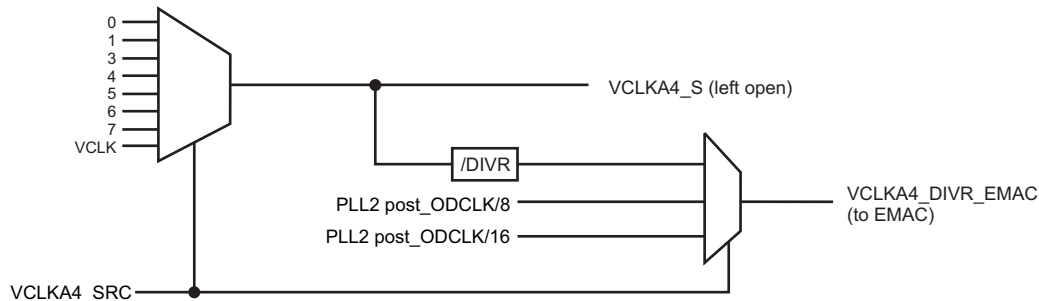 0
1
3
4
5
6
7
VCLK
VCLKA4_S (left open)
/DIVR
PLL2 post_ODCLK/8
PLL2 post_ODCLK/16
VCLKA4_DIVR_EMAC
(to EMAC)
VCLKA4_SRC